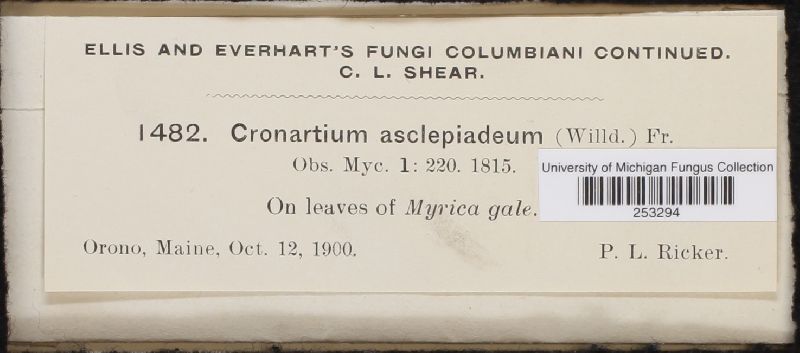 ELLIS AND EVERHART'S FUNGI COLUMBIANI CONTINUED.
C. L. SHEAR.
1482. Cronartium asclepiadeum (Willd.) Fr.
Obs. Myc. 1: 220. 1815.
University of Michigan Fungus Collection
253294
On leaves of Myrica gale.
Orono, Maine, Oct. 12, 1900. P. L. Ricker.